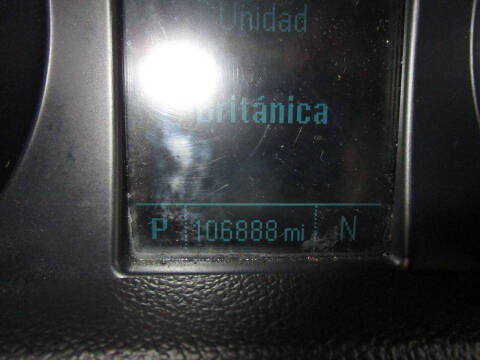 Unidad
Británica
P 106888 mi N